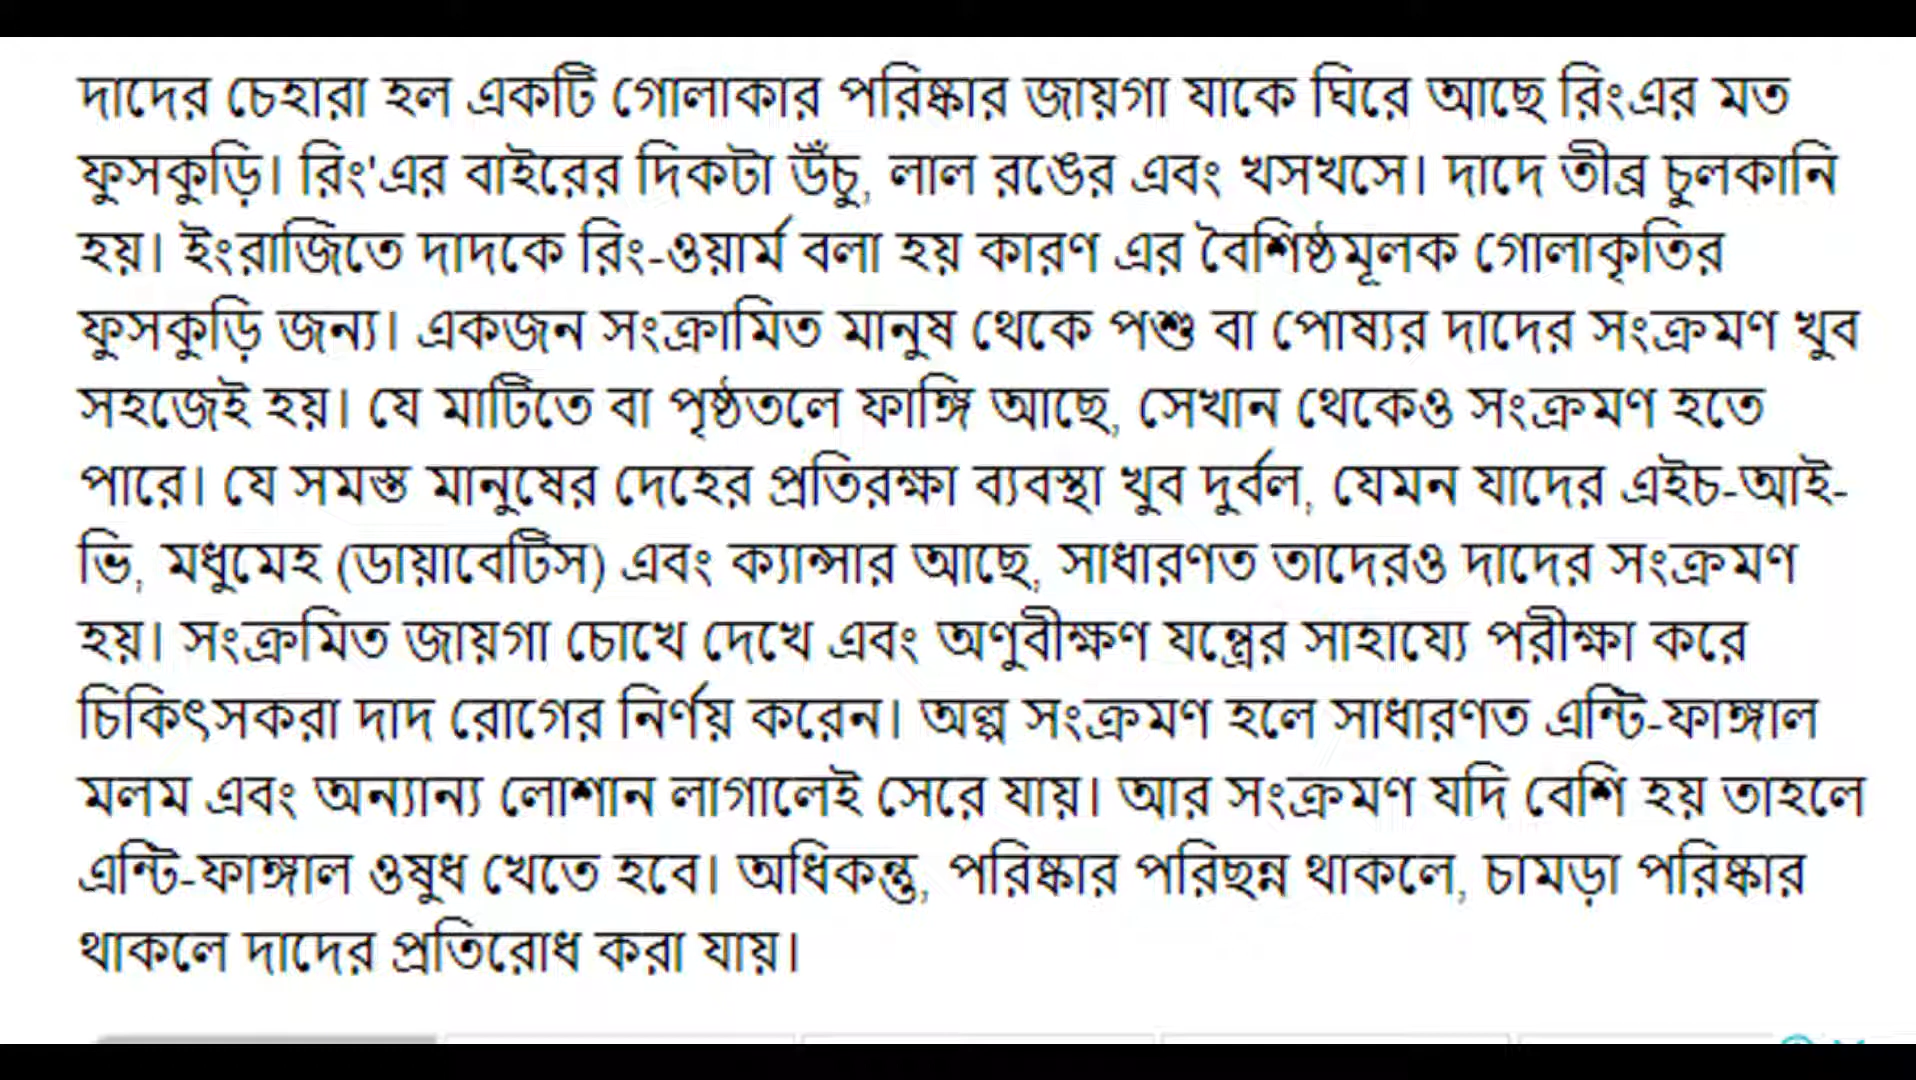 দাদের চেহারা হল একটি গোলাকার পরিষ্কার জায়গা যাকে ঘিরে আছে রিংএর মত
ফুসকুড়ি। রিং'এর বাইরের দিকটা উঁচু, লাল রঙের এবং খসখসে। দাদে তীব্র চুলকানি
হয়। ইংরাজিতে দাদকে রিং-ওয়ার্ম বলা হয় কারণ এর বৈশিষ্ঠমূলক গোলাকৃতির
ফুসকুড়ি জন্য। একজন সংক্রামিত মানুষ থেকে পশু বা পোষ্যর দাদের সংক্রমণ খুব
সহজেই হয়। যে মাটিতে বা পৃষ্ঠতলে ফাঙ্গি আছে, সেখান থেকেও সংক্রমণ হতে
পারে। যে সমস্ত মানুষের দেহের প্রতিরক্ষা ব্যবস্থা খুব দুর্বল, যেমন যাদের এইচ-আই-
ভি, মধুমেহ (ডায়াবেটিস) এবং ক্যান্সার আছে, সাধারণত তাদেরও দাদের সংক্রমণ
হয়। সংক্রমিত জায়গা চোখে দেখে এবং অণুবীক্ষণ যন্ত্রের সাহায্যে পরীক্ষা করে
চিকিৎসকরা দাদ রোগের নির্ণয় করেন। অল্প সংক্রমণ হলে সাধারণত এন্টি-ফাঙ্গাল
মলম এবং অন্যান্য লোশান লাগালেই সেরে যায়। আর সংক্রমণ যদি বেশি হয় তাহলে
এন্টি-ফাঙ্গাল ওষুধ খেতে হবে। অধিকন্তু, পরিষ্কার পরিছন্ন থাকলে, চামড়া পরিষ্কার
থাকলে দাদের প্রতিরোধ করা যায়।